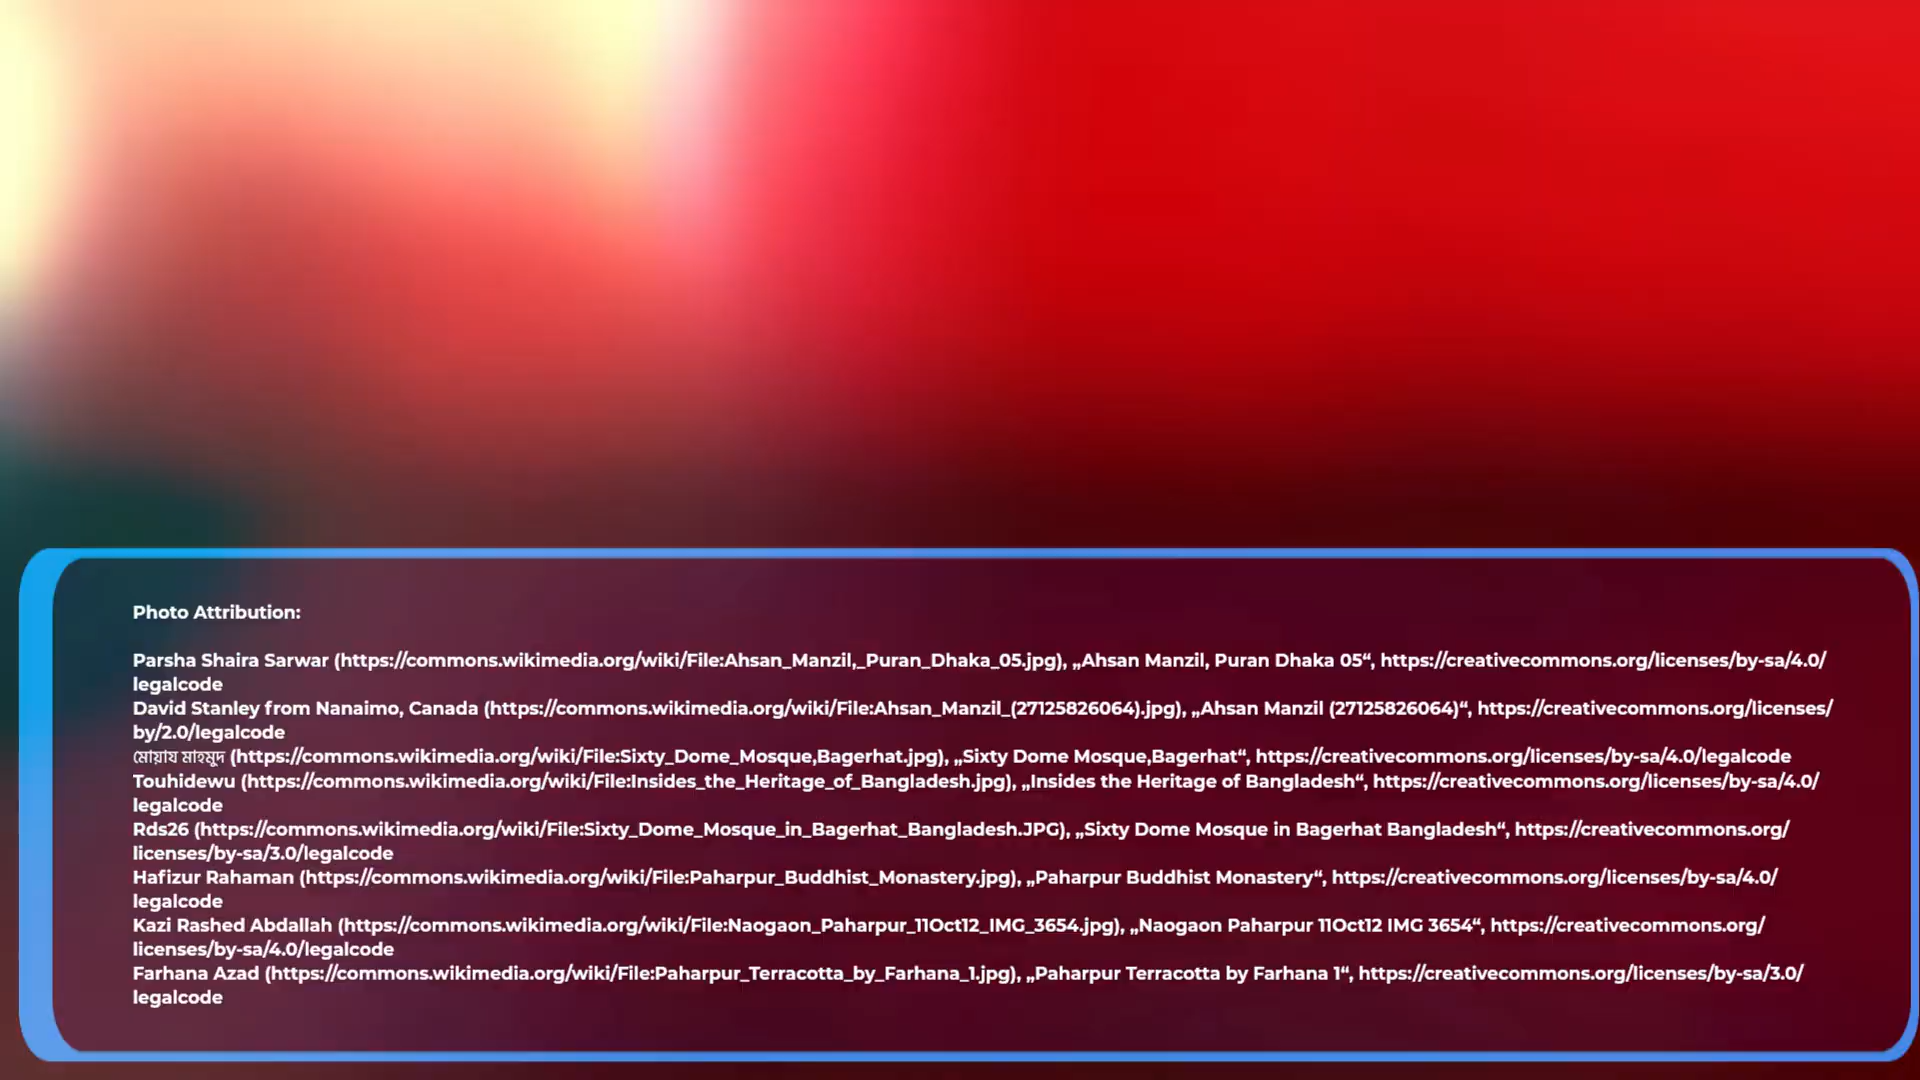 Photo Attribution:
Parsha Shaira Sarwar (https://commons.wikimedia.org/wiki/File:Ahsan_Manzil,_Puran_Dhaka_05.jpg), „Ahsan Manzil, Puran Dhaka 05“, https://creativecommons.org/licenses/by-sa/4.0/
legalcode
David Stanley from Nanaimo, Canada (https://commons.wikimedia.org/wiki/File:Ahsan_Manzil_(27125826064).jpg), „Ahsan Manzil (27125826064)“, https://creativecommons.org/licenses/
by/2.0/legalcode
মোয়ায মাহমুদ (https://commons.wikimedia.org/wiki/File:Sixty_Dome_Mosque,Bagerhat.jpg), „Sixty Dome Mosque,Bagerhat“, https://creativecommons.org/licenses/by-sa/4.0/legalcode
Touhidewu (https://commons.wikimedia.org/wiki/File:Insides_the_Heritage_of_Bangladesh.jpg), „Insides the Heritage of Bangladesh“, https://creativecommons.org/licenses/by-sa/4.0/
legalcode
Rds26 (https://commons.wikimedia.org/wiki/File:Sixty_Dome_Mosque_in_Bagerhat_Bangladesh.JPG), „Sixty Dome Mosque in Bagerhat Bangladesh“, https://creativecommons.org/
licenses/by-sa/3.0/legalcode
Hafizur Rahaman (https://commons.wikimedia.org/wiki/File:Paharpur_Buddhist_Monastery.jpg), „Paharpur Buddhist Monastery“, https://creativecommons.org/licenses/by-sa/4.0/
legalcode
Kazi Rashed Abdallah (https://commons.wikimedia.org/wiki/File:Naogaon_Paharpur_11Oct12_IMG_3654.jpg), „Naogaon Paharpur 11Oct12 IMG 3654“, https://creativecommons.org/
licenses/by-sa/4.0/legalcode
Farhana Azad (https://commons.wikimedia.org/wiki/File:Paharpur_Terracotta_by_Farhana_1.jpg), „Paharpur Terracotta by Farhana 1“, https://creativecommons.org/licenses/by-sa/3.0/
legalcode